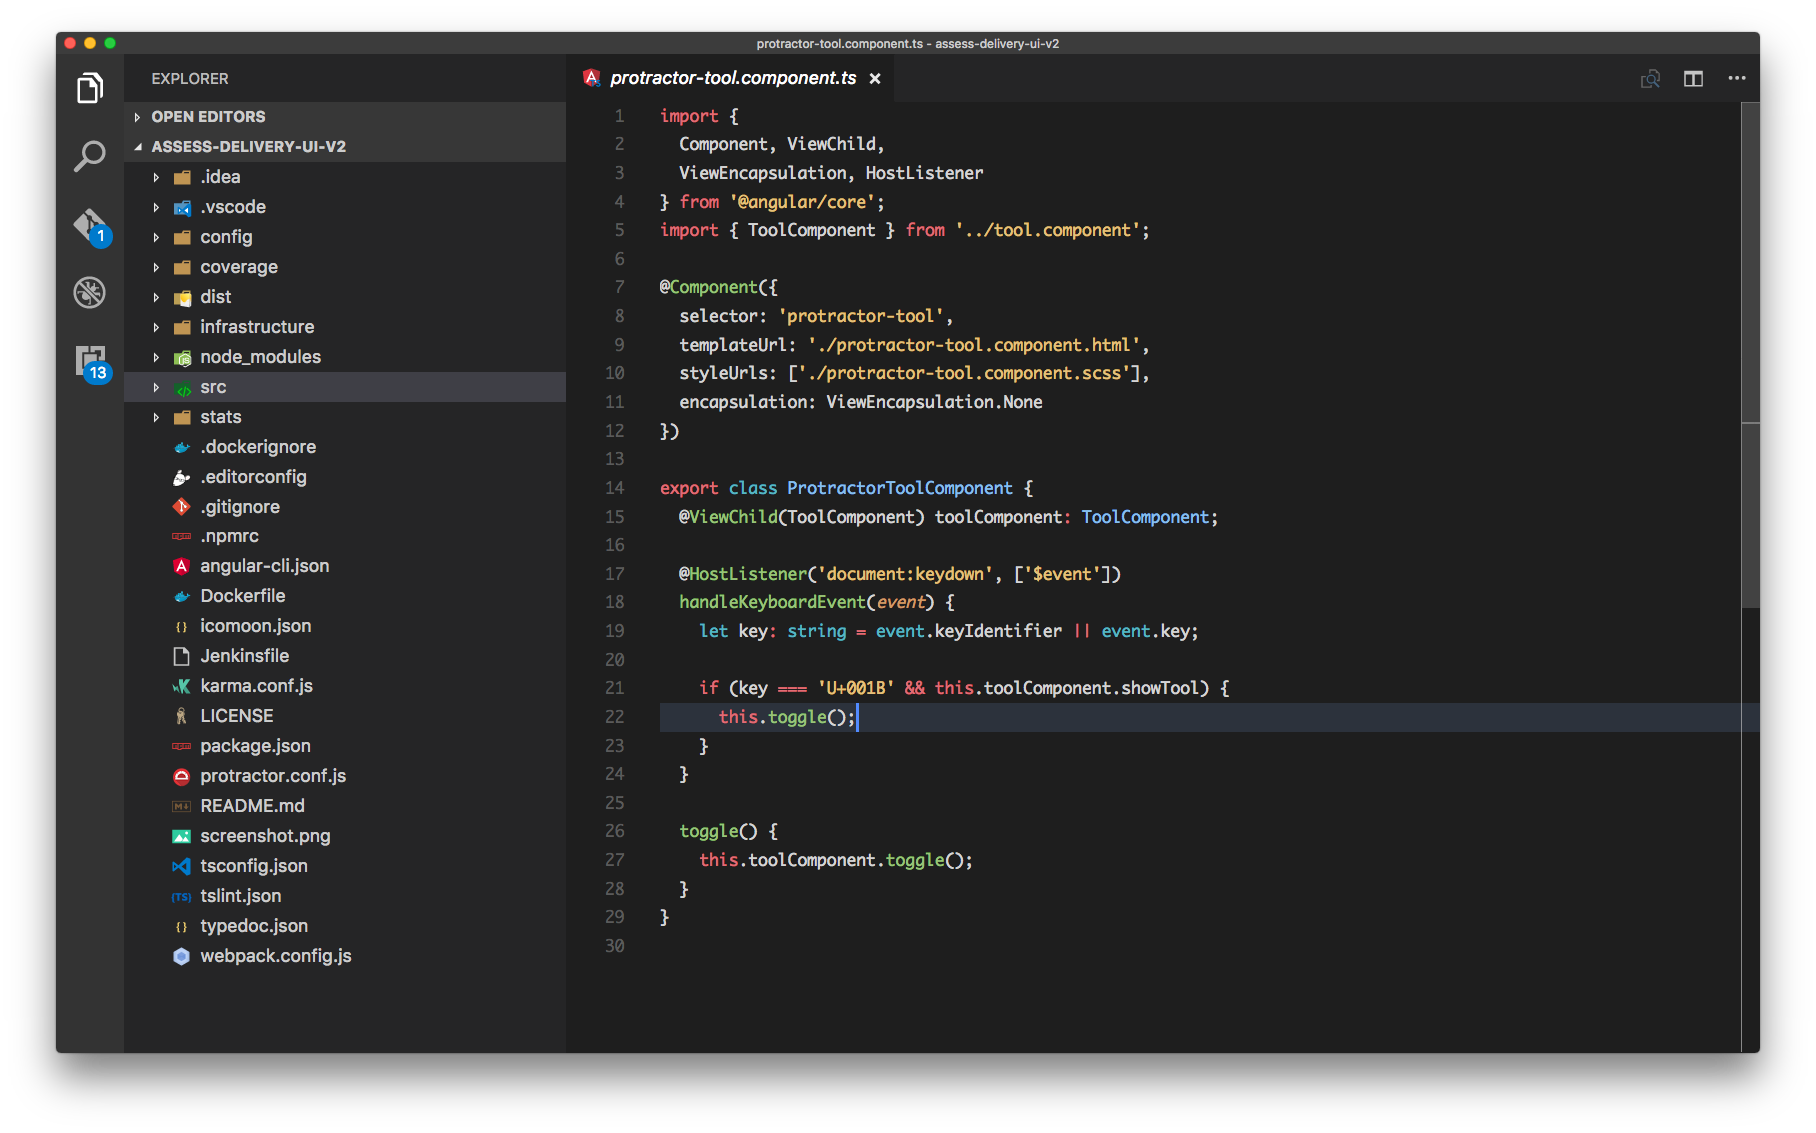 protractor-tool.component.ts - assess-delivery-ui-v2
EXPLORER
OPEN EDITORS
ASSESS-DELIVERY-UI-V2
.idea
.vscode
config
coverage
dist
infrastructure
node_modules
src
stats
.dockerignore
.editorconfig
.gitignore
.npmrc
angular-cli.json
Dockerfile
icomoon.json
Jenkinsfile
karma.conf.js
LICENSE
package.json
protractor.conf.js
README.md
screenshot.png
tsconfig.json
tslint.json
typedoc.json
webpack.config.js
1
13
protractor-tool.component.ts
1 import {
2   Component, ViewChild,
3   ViewEncapsulation, HostListener
4 } from '@angular/core';
5 import { ToolComponent } from '../tool.component';
6
7 @Component({
8   selector: 'protractor-tool',
9   templateUrl: './protractor-tool.component.html',
10   styleUrls: ['./protractor-tool.component.scss'],
11   encapsulation: ViewEncapsulation.None
12 })
13
14 export class ProtractorToolComponent {
15   @ViewChild(ToolComponent) toolComponent: ToolComponent;
16
17   @HostListener('document:keydown', ['$event'])
18   handleKeyboardEvent(event) {
19     let key: string = event.keyIdentifier || event.key;
20
21     if (key === 'U+001B' && this.toolComponent.showTool) {
22       this.toggle();
23     }
24   }
25
26   toggle() {
27     this.toolComponent.toggle();
28   }
29 }
30